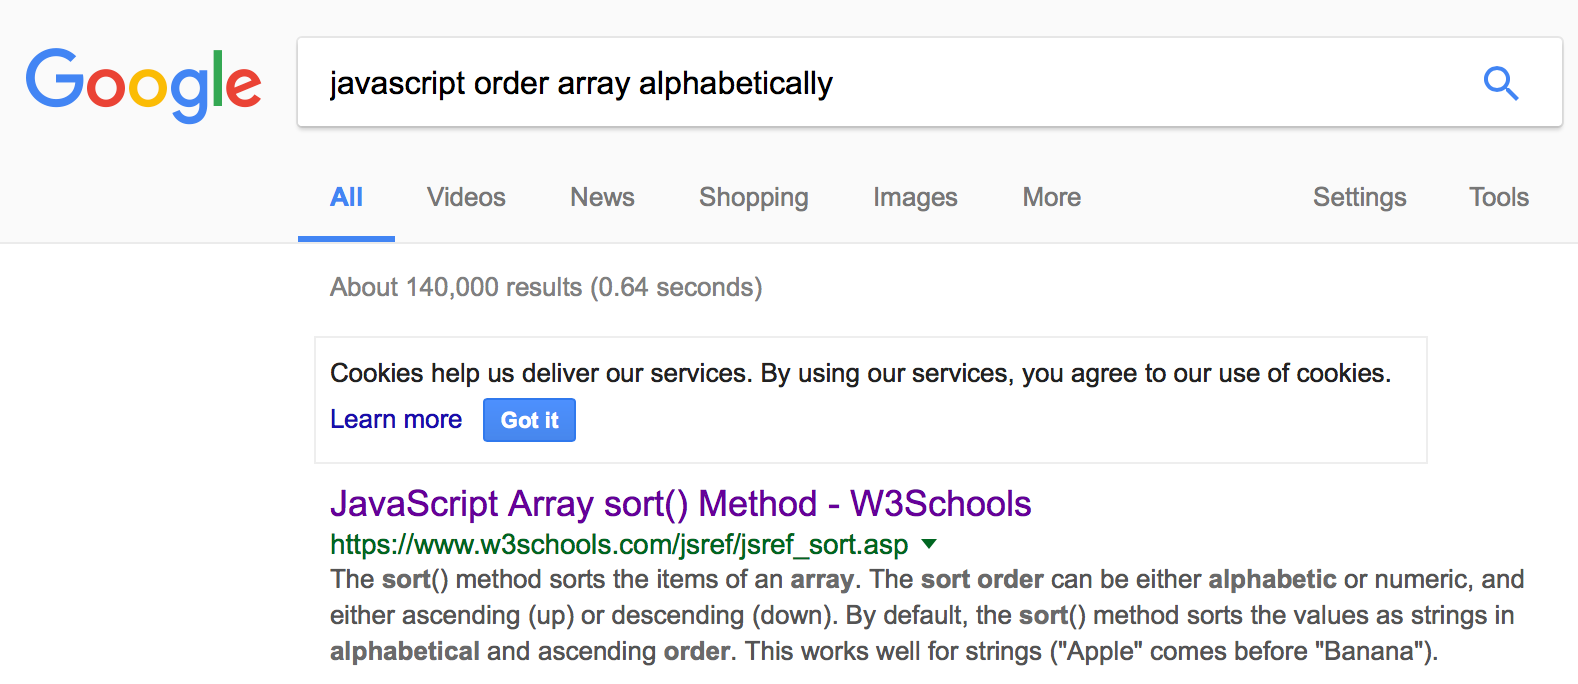 Google
javascript order array alphabetically
All Videos News Shopping Images More Settings Tools
About 140,000 results (0.64 seconds)
Cookies help us deliver our services. By using our services, you agree to our use of cookies.
Learn more Got it
JavaScript Array sort() Method - W3Schools
https://www.w3schools.com/jsref/jsref_sort.asp
The sort() method sorts the items of an array. The sort order can be either alphabetic or numeric, and
either ascending (up) or descending (down). By default, the sort() method sorts the values as strings in
alphabetical and ascending order. This works well for strings ("Apple" comes before "Banana").